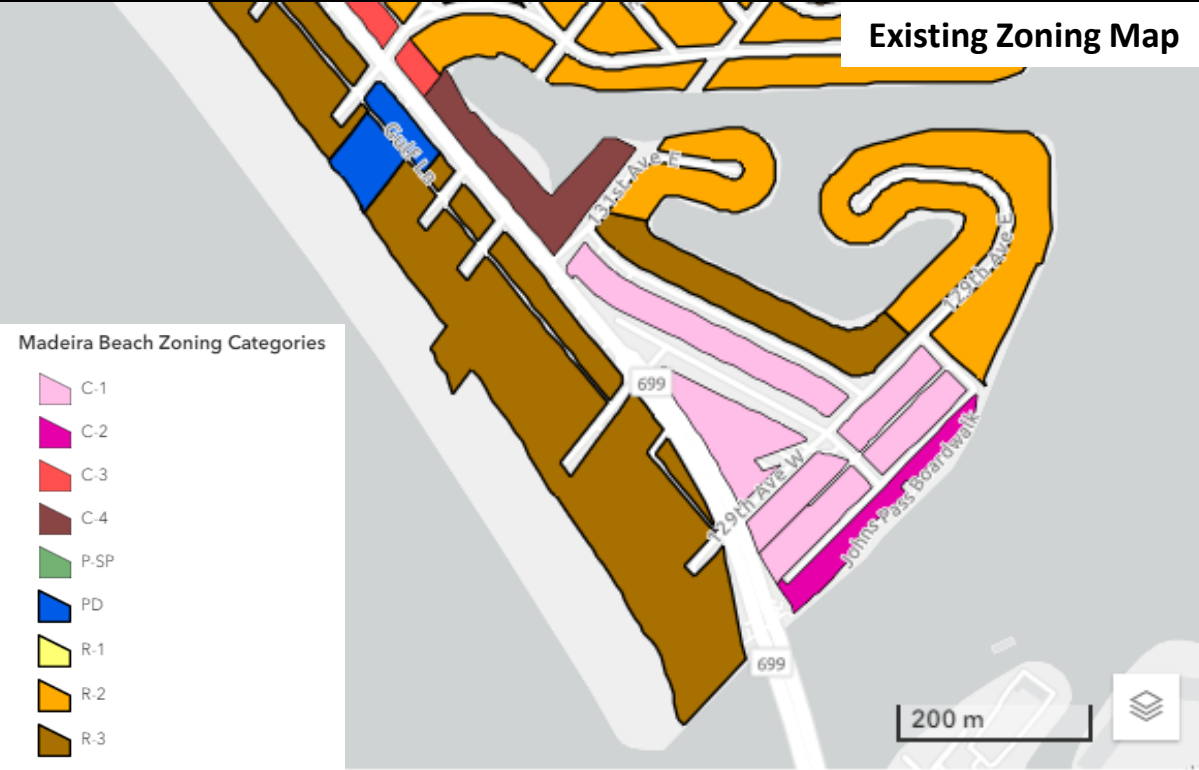 Existing Zoning Map
Gulf Ln
131st Ave E
129th Ave E
Madeira Beach Zoning Categories
C-1
C-2
C-3
C-4
P-SP
PD
R-1
R-2
R-3
699
129th Ave W
Johns Pass Boardwalk
699
200 m